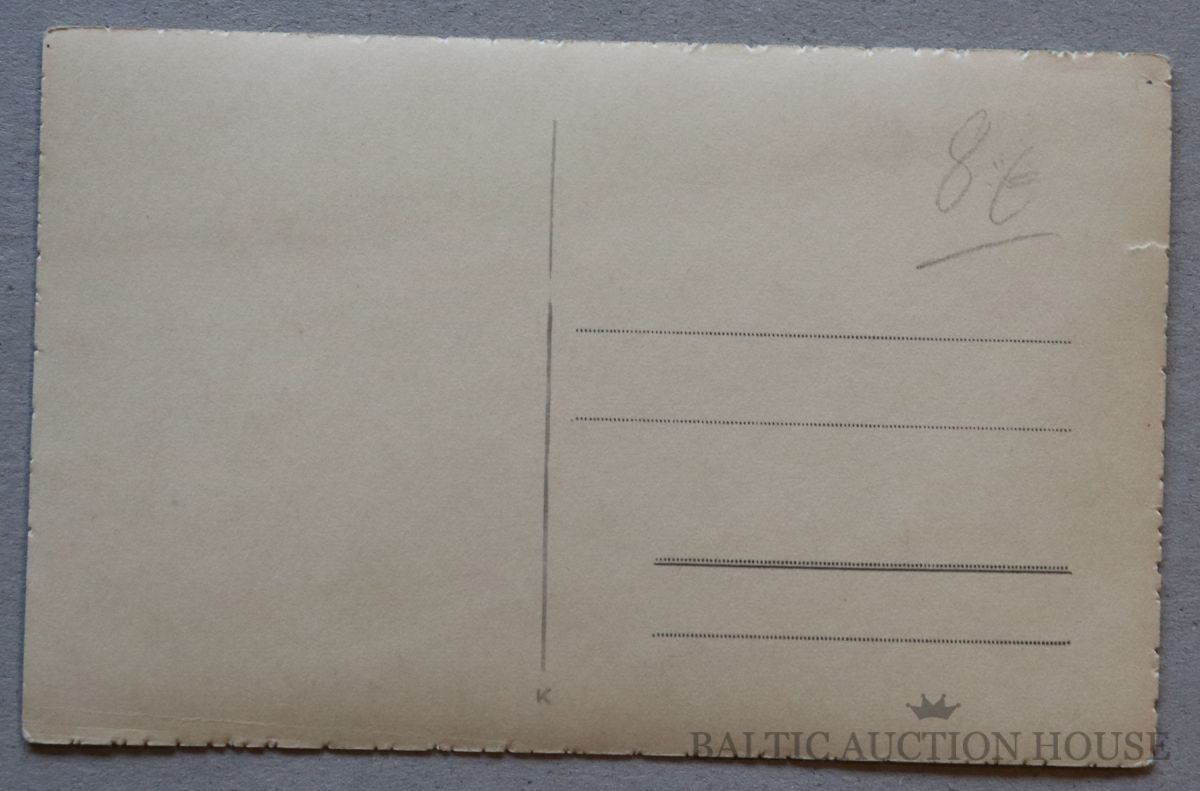 8.-€
K
BALTIC AUCTION HOUSE